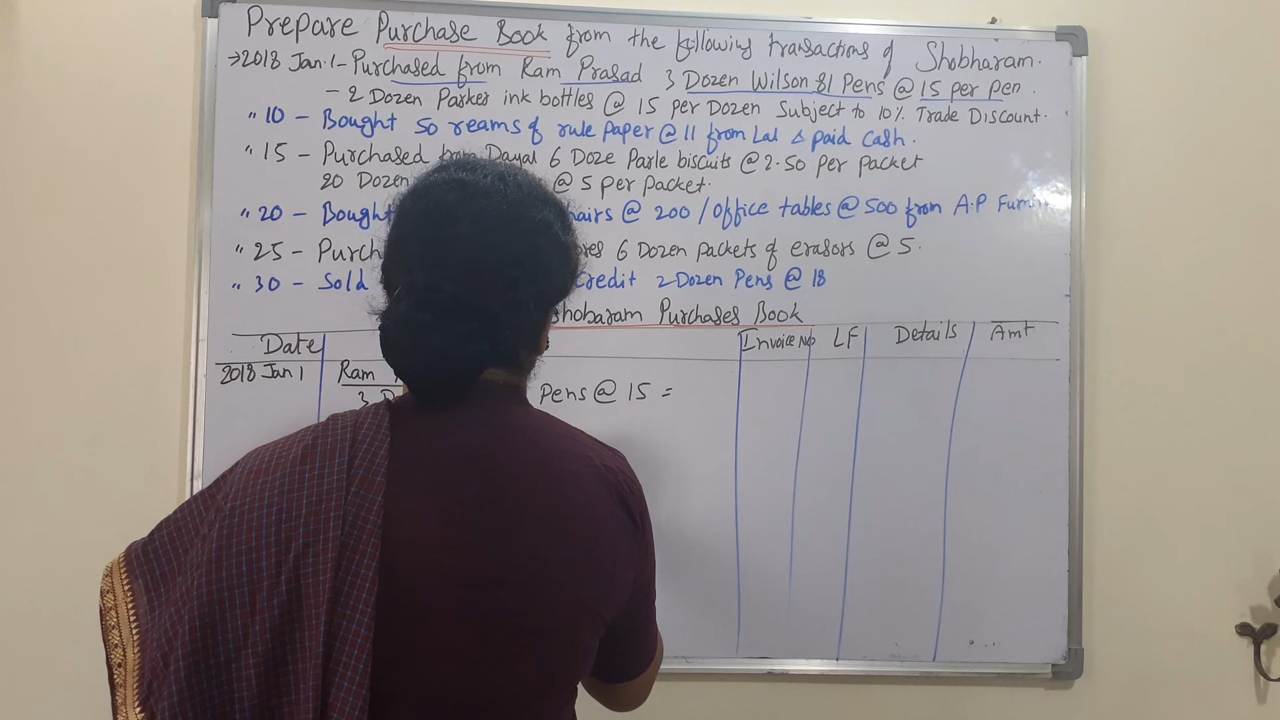 Prepare Purchase Book from the following transactions of Shobharam.
→2018 Jan.1 - Purchased from Ram Prasad 3 Dozen Wilson 81 Pens @ 15 per pen.
- 2 Dozen Parker ink bottles @ 15 per Dozen Subject to 10% Trade Discount.
" 10 - Bought 50 reams of rule paper @ 11 from Lal & paid cash.
" 15 - Purchased Dayal 6 Doze Parle biscuits @ 2.50 per packet
20 Dozen @ 5 per packet.
" 20 - Bought @ 200 / Office tables @ 500 from A.P
" 25 - 6 Dozen packets of erasors @ 5.
" 30 - Sold Credit 2 Dozen Pens @ 18
Shobaram Purchases Book
Date Invoice No LF Details Amt
2018 Jan 1 Ram
3 Pens @ 15 =